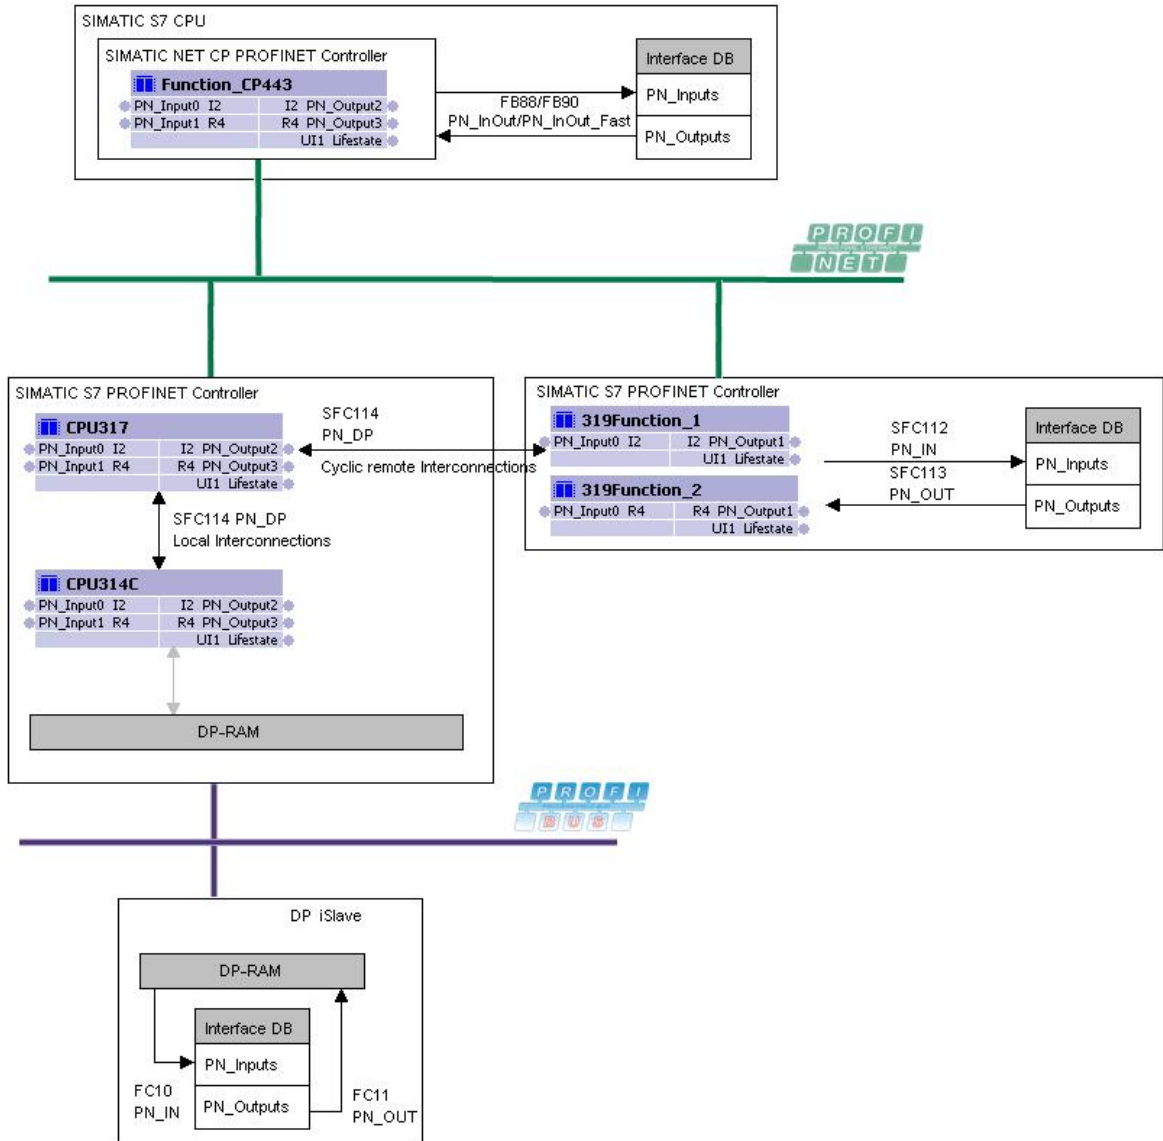 SIMATIC S7 CPU
SIMATIC NET CP PROFINET Controller
Function_CP443
PN_Input0 I2 I2 PN_Output2
PN_Input1 R4 R4 PN_Output3
UI1 Lifestate
FB88/FB90
PN_InOut/PN_InOut_Fast
Interface DB
PN_Inputs
PN_Outputs
PROFI
NET
SIMATIC S7 PROFINET Controller
CPU317
PN_Input0 I2 I2 PN_Output2
PN_Input1 R4 R4 PN_Output3
UI1 Lifestate
SFC114
PN_DP
Cyclic remote Interconnections
SFC114 PN_DP
Local Interconnections
CPU314C
PN_Input0 I2 I2 PN_Output2
PN_Input1 R4 R4 PN_Output3
UI1 Lifestate
DP-RAM
SIMATIC S7 PROFINET Controller
319Function_1
PN_Input0 I2 I2 PN_Output1
UI1 Lifestate
319Function_2
PN_Input0 R4 R4 PN_Output1
UI1 Lifestate
SFC112
PN_IN
SFC113
PN_OUT
Interface DB
PN_Inputs
PN_Outputs
PROFI
BUS
DP iSlave
DP-RAM
Interface DB
PN_Inputs
PN_Outputs
FC10
PN_IN
FC11
PN_OUT